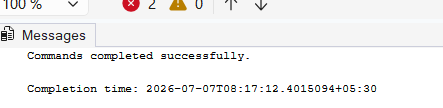 100 %
2
0
Messages
Commands completed successfully.
Completion time: 2026-07-07T08:17:12.4015094+05:30